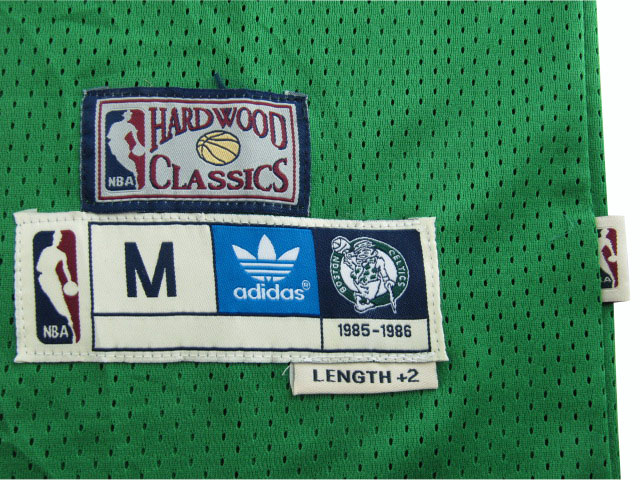 HARDWOOD
NBA
CLASSICS
NBA
M
adidas
BOSTON CELTICS
1985-1986
LENGTH +2